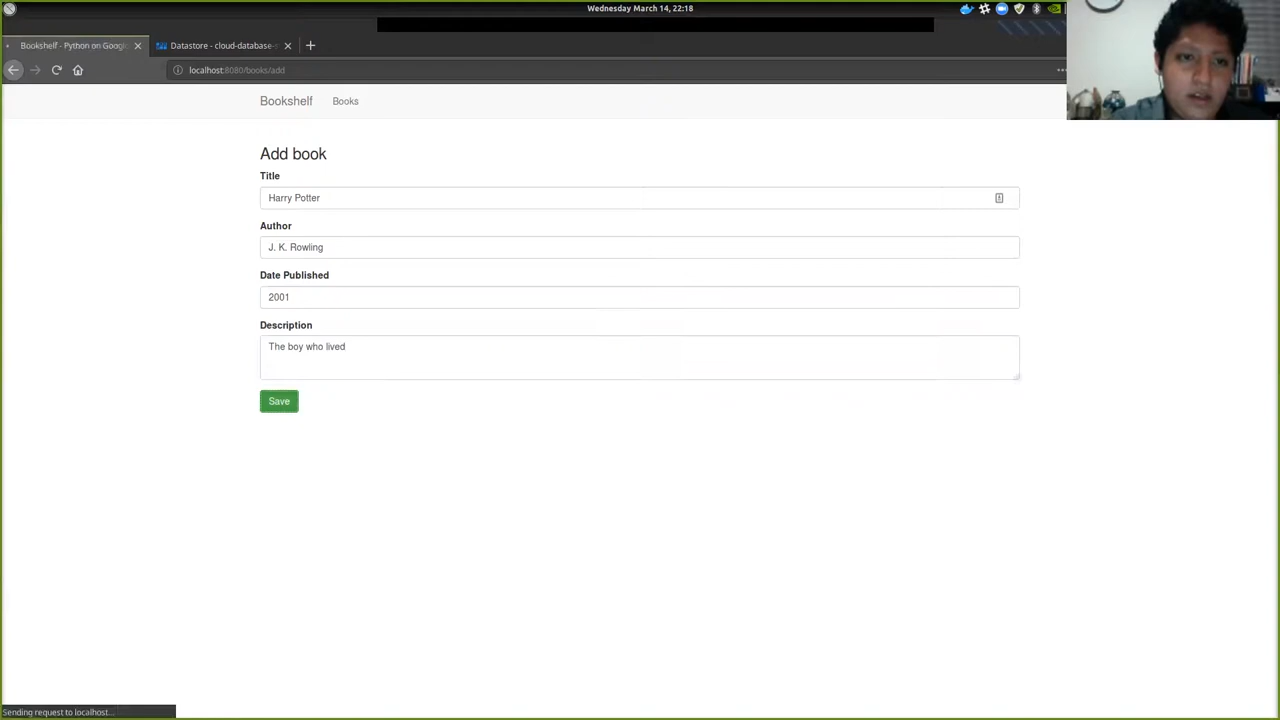 Wednesday March 14, 22:18
Bookshelf - Python on Googl
Datastore - cloud-database-
localhost:8080/books/add
Bookshelf
Books
Add book
Title
Harry Potter
Author
J. K. Rowling
Date Published
2001
Description
The boy who lived
Save
Sending request to localhost...